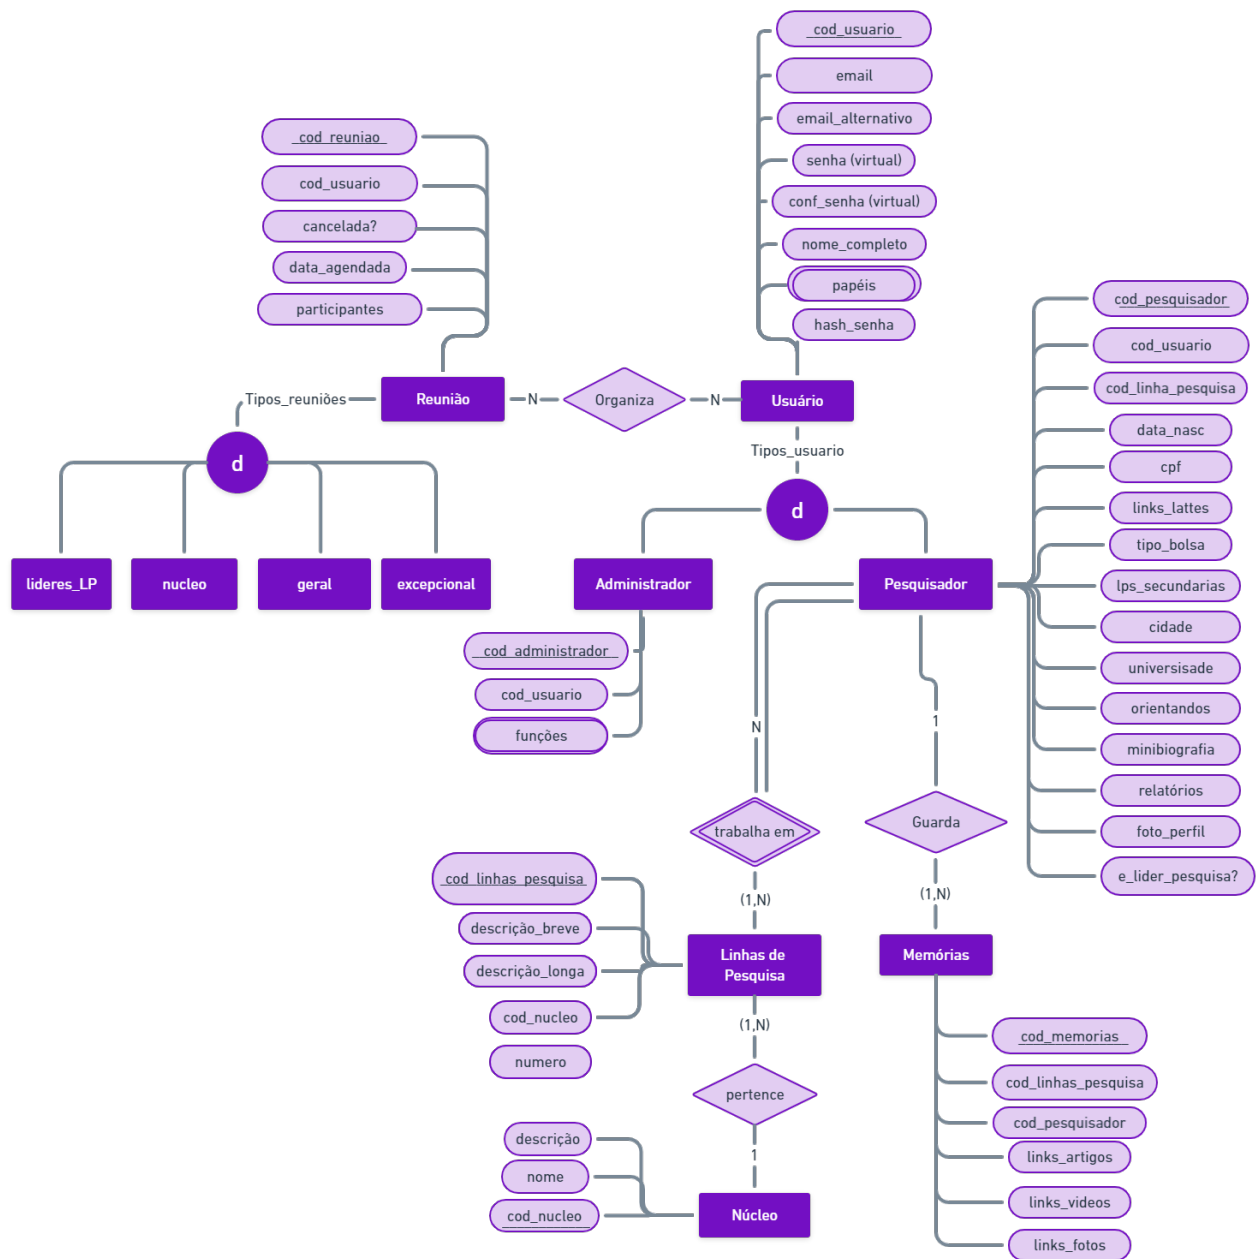 cod_usuario
email
email_alternativo
senha (virtual)
conf_senha (virtual)
nome_completo
papéis
hash_senha
cod_reuniao
cod_usuario
cancelada?
data_agendada
participantes
Tipos_reuniões
Reunião
N
Organiza
N
Usuário
Tipos_usuario
d
d
lideres_LP
nucleo
geral
excepcional
Administrador
Pesquisador
cod_pesquisador
cod_usuario
cod_linha_pesquisa
data_nasc
cpf
links_lattes
tipo_bolsa
lps_secundarias
cidade
universisade
orientandos
minibiografia
relatórios
foto_perfil
e_lider_pesquisa?
cod_administrador
cod_usuario
funções
N
1
trabalha em
Guarda
(1,N)
(1,N)
cod_linhas_pesquisa
descrição_breve
descrição_longa
cod_nucleo
numero
Linhas de
Pesquisa
Memórias
(1,N)
cod_memorias
cod_linhas_pesquisa
cod_pesquisador
links_artigos
links_videos
links_fotos
pertence
1
descrição
nome
cod_nucleo
Núcleo